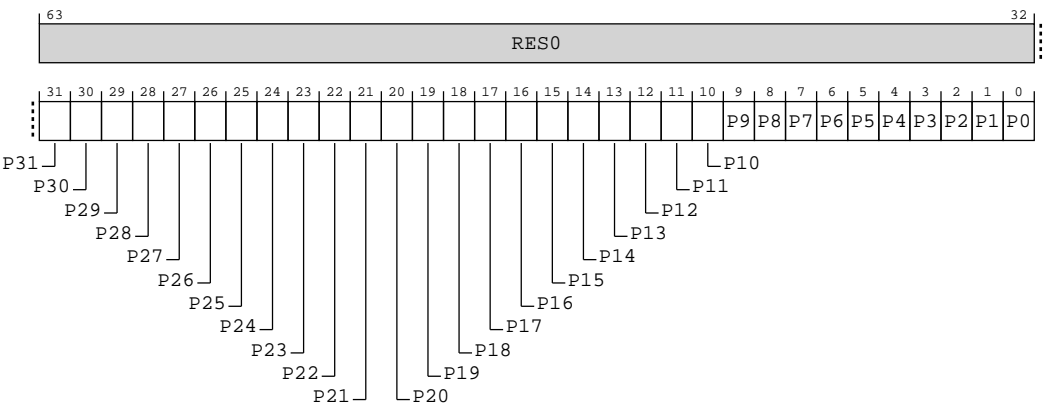 63 32
RES0
31 30 29 28 27 26 25 24 23 22 21 20 19 18 17 16 15 14 13 12 11 10 9 8 7 6 5 4 3 2 1 0
P9 P8 P7 P6 P5 P4 P3 P2 P1 P0
P31 P10
P30 P11
P29 P12
P28 P13
P27 P14
P26 P15
P25 P16
P24 P17
P23 P18
P22 P19
P21 P20